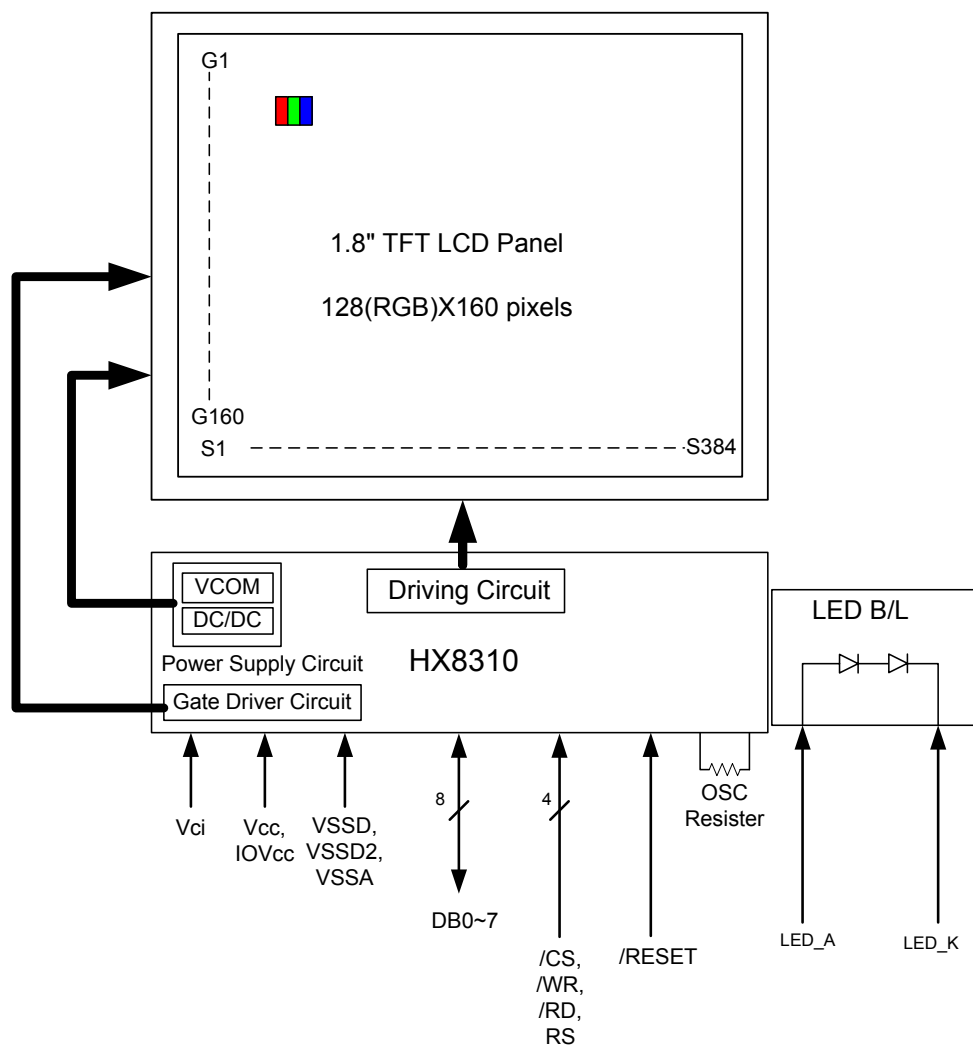 G1
1.8" TFT LCD Panel
128(RGB)X160 pixels
G160
S1
S384
VCOM
DC/DC
Power Supply Circuit
Gate Driver Circuit
Driving Circuit
HX8310
LED B/L
Vci
Vcc,
IOVcc
VSSD,
VSSD2,
VSSA
8
DB0~7
4
/CS,
/WR,
/RD,
RS
/RESET
OSC
Resister
LED_A
LED_K